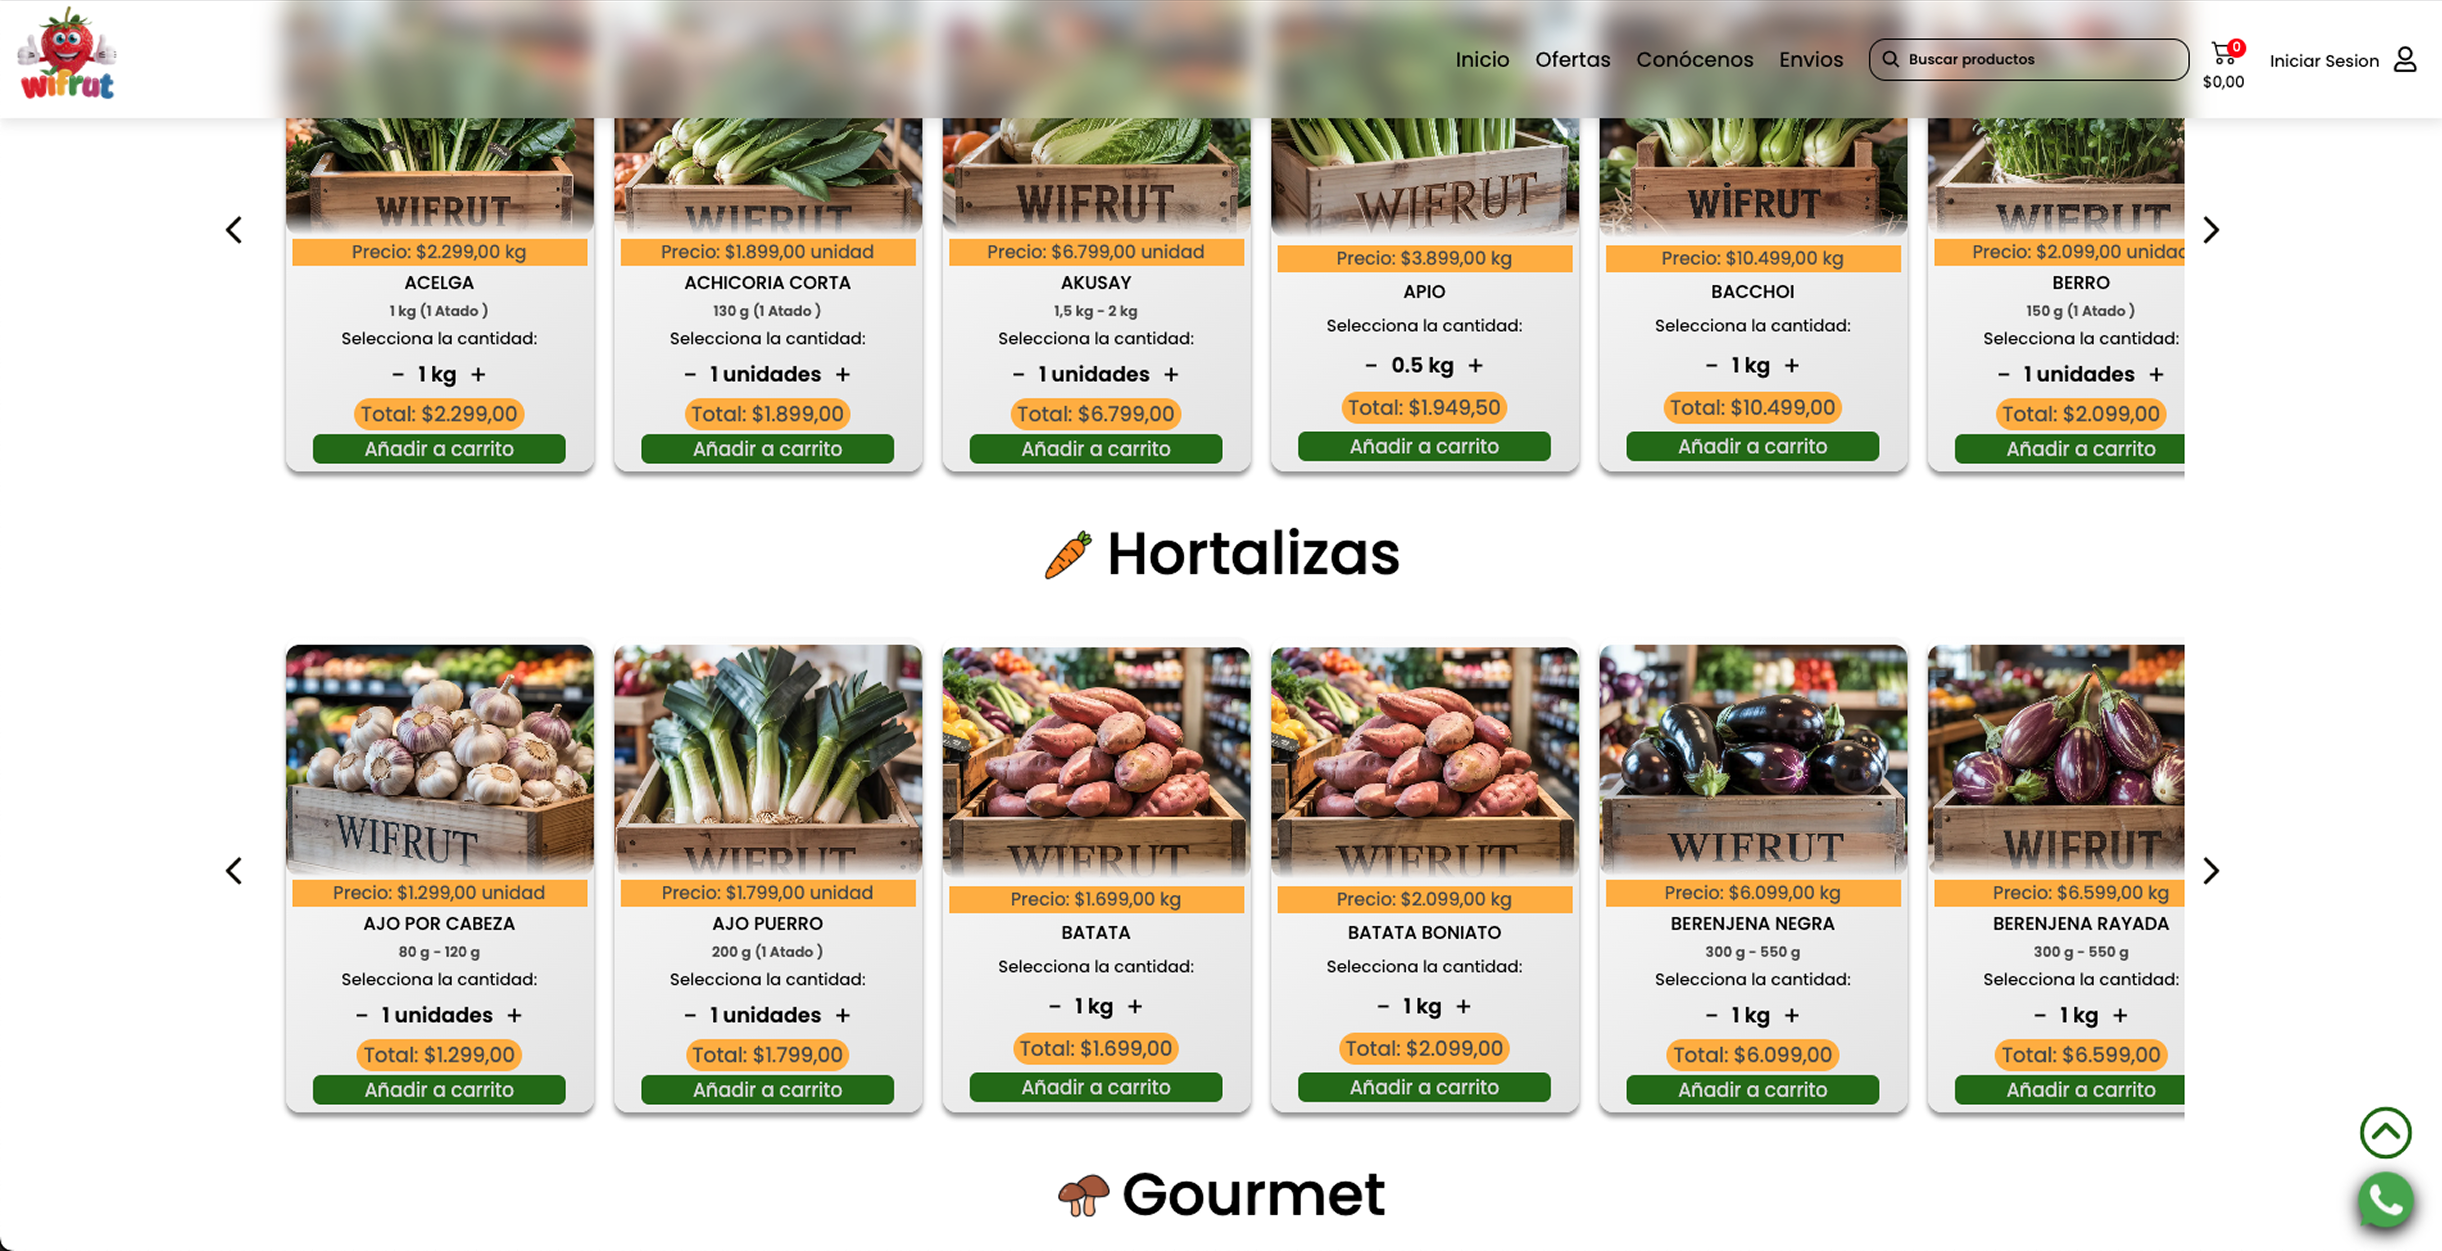 wifrut
Inicio Ofertas Conócenos Envios Buscar productos 0 $0,00 Iniciar Sesion
WIFRUT WIFRUT WIFRUT WIFRUT WiFRUT WIFRUT
Precio: $2.299,00 kg
ACELGA
1 kg (1 Atado )
Selecciona la cantidad:
- 1 kg +
Total: $2.299,00
Añadir a carrito
Precio: $1.899,00 unidad
ACHICORIA CORTA
130 g (1 Atado )
Selecciona la cantidad:
- 1 unidades +
Total: $1.899,00
Añadir a carrito
Precio: $6.799,00 unidad
AKUSAY
1,5 kg - 2 kg
Selecciona la cantidad:
- 1 unidades +
Total: $6.799,00
Añadir a carrito
Precio: $3.899,00 kg
APIO
Selecciona la cantidad:
- 0.5 kg +
Total: $1.949,50
Añadir a carrito
Precio: $10.499,00 kg
BACCHOI
Selecciona la cantidad:
- 1 kg +
Total: $10.499,00
Añadir a carrito
Precio: $2.099,00 unidad
BERRO
150 g (1 Atado )
Selecciona la cantidad:
- 1 unidades +
Total: $2.099,00
Añadir a carrito
Hortalizas
WIFRUT WIFRUT WIFRUT WIFRUT WIFRUT WIFRUT
Precio: $1.299,00 unidad
AJO POR CABEZA
80 g - 120 g
Selecciona la cantidad:
- 1 unidades +
Total: $1.299,00
Añadir a carrito
Precio: $1.799,00 unidad
AJO PUERRO
200 g (1 Atado )
Selecciona la cantidad:
- 1 unidades +
Total: $1.799,00
Añadir a carrito
Precio: $1.699,00 kg
BATATA
Selecciona la cantidad:
- 1 kg +
Total: $1.699,00
Añadir a carrito
Precio: $2.099,00 kg
BATATA BONIATO
Selecciona la cantidad:
- 1 kg +
Total: $2.099,00
Añadir a carrito
Precio: $6.099,00 kg
BERENJENA NEGRA
300 g - 550 g
Selecciona la cantidad:
- 1 kg +
Total: $6.099,00
Añadir a carrito
Precio: $6.599,00 kg
BERENJENA RAYADA
300 g - 550 g
Selecciona la cantidad:
- 1 kg +
Total: $6.599,00
Añadir a carrito
Gourmet